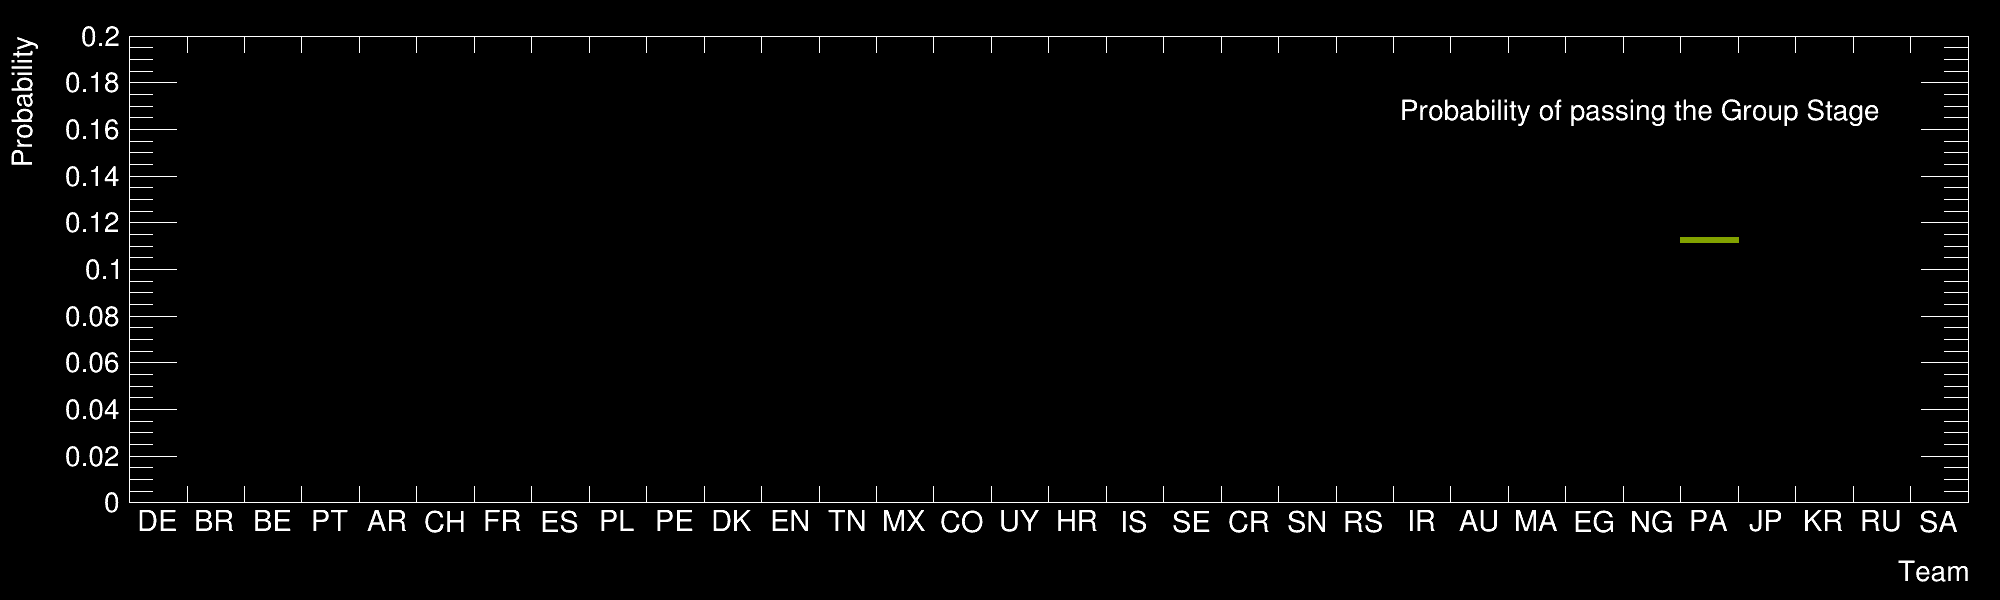 Probability
0.2
0.18
0.16
0.14
0.12
0.1
0.08
0.06
0.04
0.02
0
Probability of passing the Group Stage
DE BR BE PT AR CH FR ES PL PE DK EN TN MX CO UY HR IS SE CR SN RS IR AU MA EG NG PA JP KR RU SA
Team